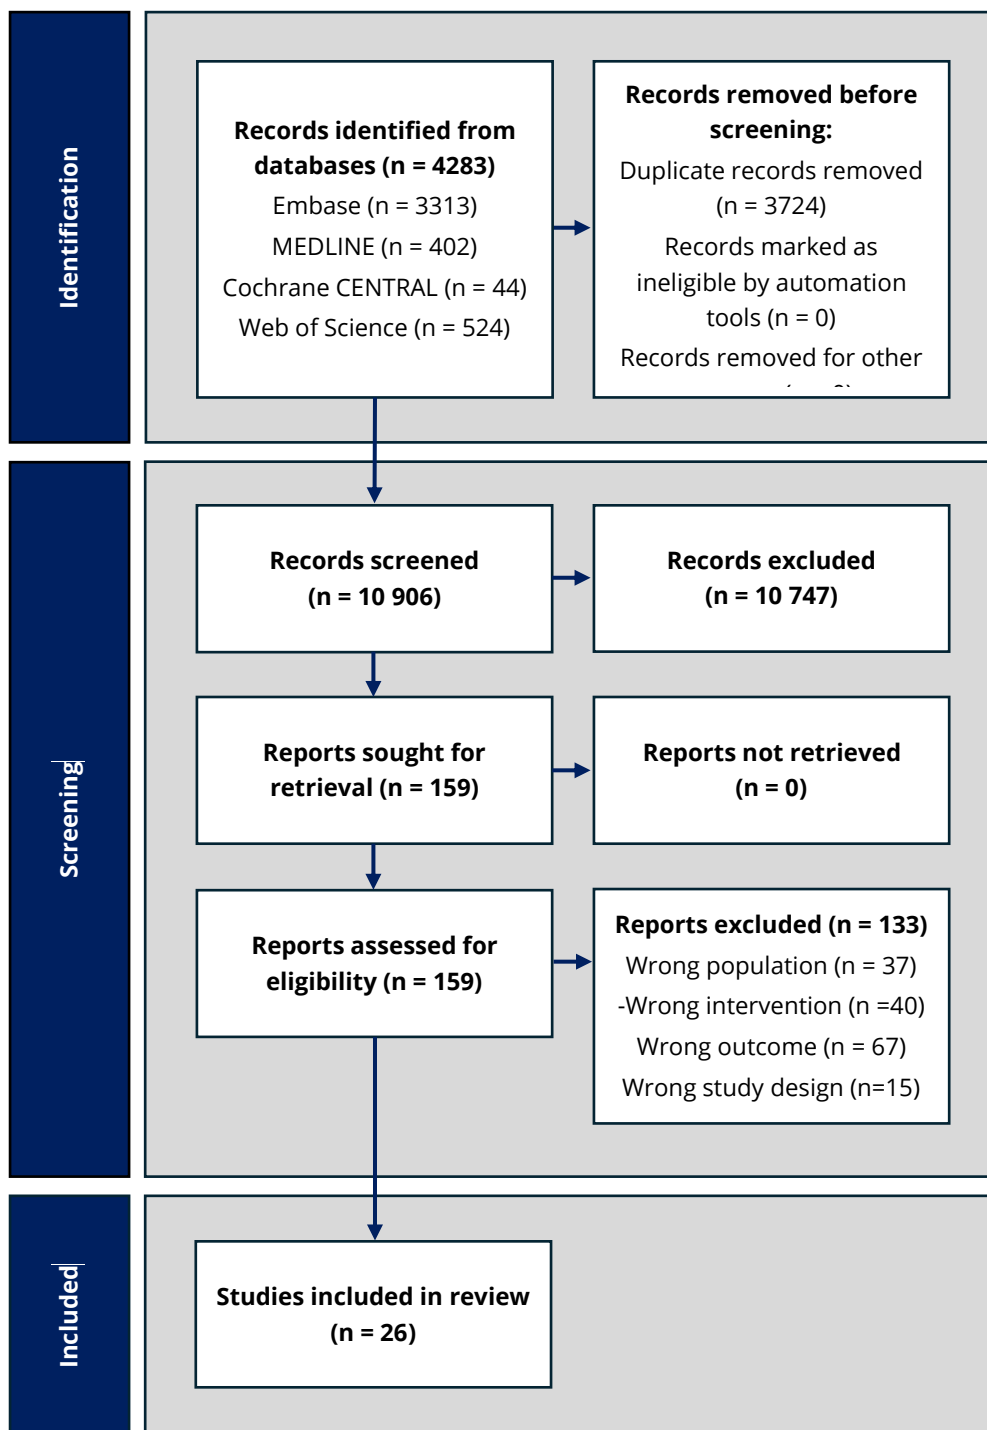 Identification
Records identified from
databases (n = 4283)
Embase (n = 3313)
MEDLINE (n = 402)
Cochrane CENTRAL (n = 44)
Web of Science (n = 524)
Records removed before
screening:
Duplicate records removed
(n = 3724)
Records marked as
ineligible by automation
tools (n = 0)
Records removed for other
Screening
Records screened
(n = 10 906)
Records excluded
(n = 10 747)
Reports sought for
retrieval (n = 159)
Reports not retrieved
(n = 0)
Reports assessed for
eligibility (n = 159)
Reports excluded (n = 133)
Wrong population (n = 37)
-Wrong intervention (n =40)
Wrong outcome (n = 67)
Wrong study design (n=15)
Included
Studies included in review
(n = 26)